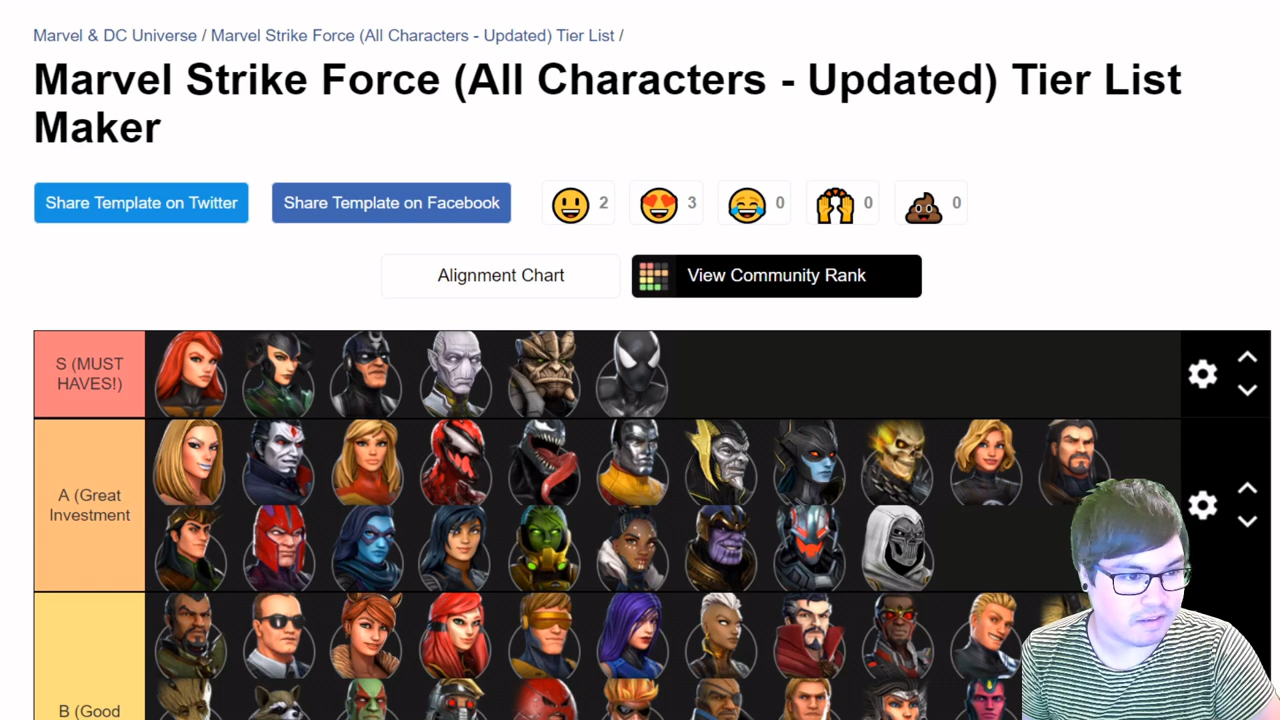 Marvel & DC Universe / Marvel Strike Force (All Characters - Updated) Tier List /
Marvel Strike Force (All Characters - Updated) Tier List
Maker
Share Template on Twitter
Share Template on Facebook
2
3
0
0
0
Alignment Chart
View Community Rank
S (MUST
HAVES!)
A (Great
Investment
B (Good